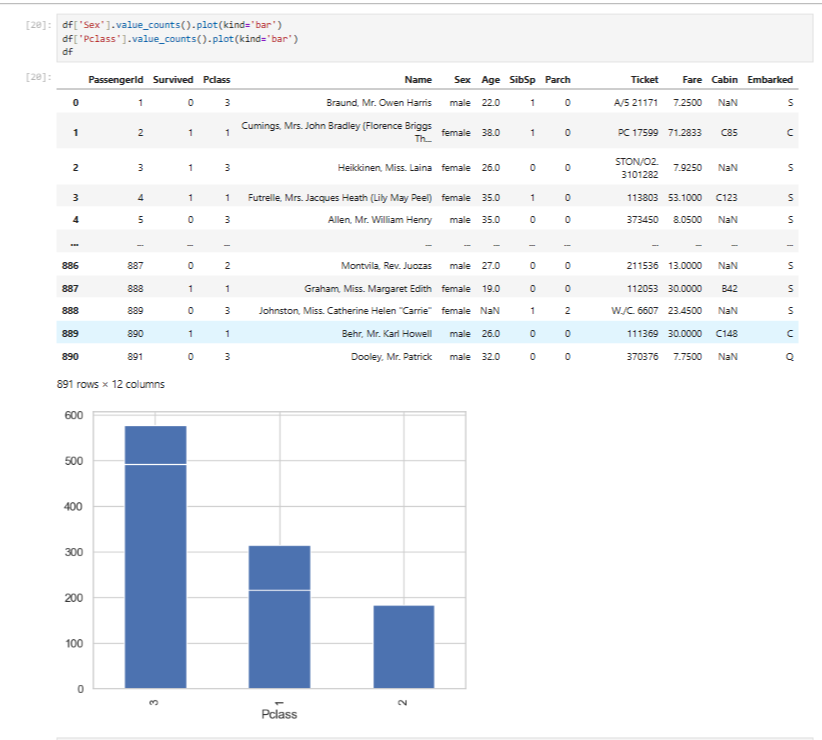 [20]: df['Sex'].value_counts().plot(kind='bar')
df['Pclass'].value_counts().plot(kind='bar')
df
[20]: PassengerId Survived Pclass Name Sex Age SibSp Parch Ticket Fare Cabin Embarked
0 1 0 3 Braund, Mr. Owen Harris male 22.0 1 0 A/5 21171 7.2500 NaN S
1 2 1 1 Cumings, Mrs. John Bradley (Florence Briggs Th... female 38.0 1 0 PC 17599 71.2833 C85 C
2 3 1 3 Heikkinen, Miss. Laina female 26.0 0 0 STON/O2. 3101282 7.9250 NaN S
3 4 1 1 Futrelle, Mrs. Jacques Heath (Lily May Peel) female 35.0 1 0 113803 53.1000 C123 S
4 5 0 3 Allen, Mr. William Henry male 35.0 0 0 373450 8.0500 NaN S
... ... ... ... ... ... ... ... ... ... ... ... ...
886 887 0 2 Montvila, Rev. Juozas male 27.0 0 0 211536 13.0000 NaN S
887 888 1 1 Graham, Miss. Margaret Edith female 19.0 0 0 112053 30.0000 B42 S
888 889 0 3 Johnston, Miss. Catherine Helen "Carrie" female NaN 1 2 W./C. 6607 23.4500 NaN S
889 890 1 1 Behr, Mr. Karl Howell male 26.0 0 0 111369 30.0000 C148 C
890 891 0 3 Dooley, Mr. Patrick male 32.0 0 0 370376 7.7500 NaN Q
891 rows × 12 columns
600
500
400
300
200
100
0
3 1 2
Pclass